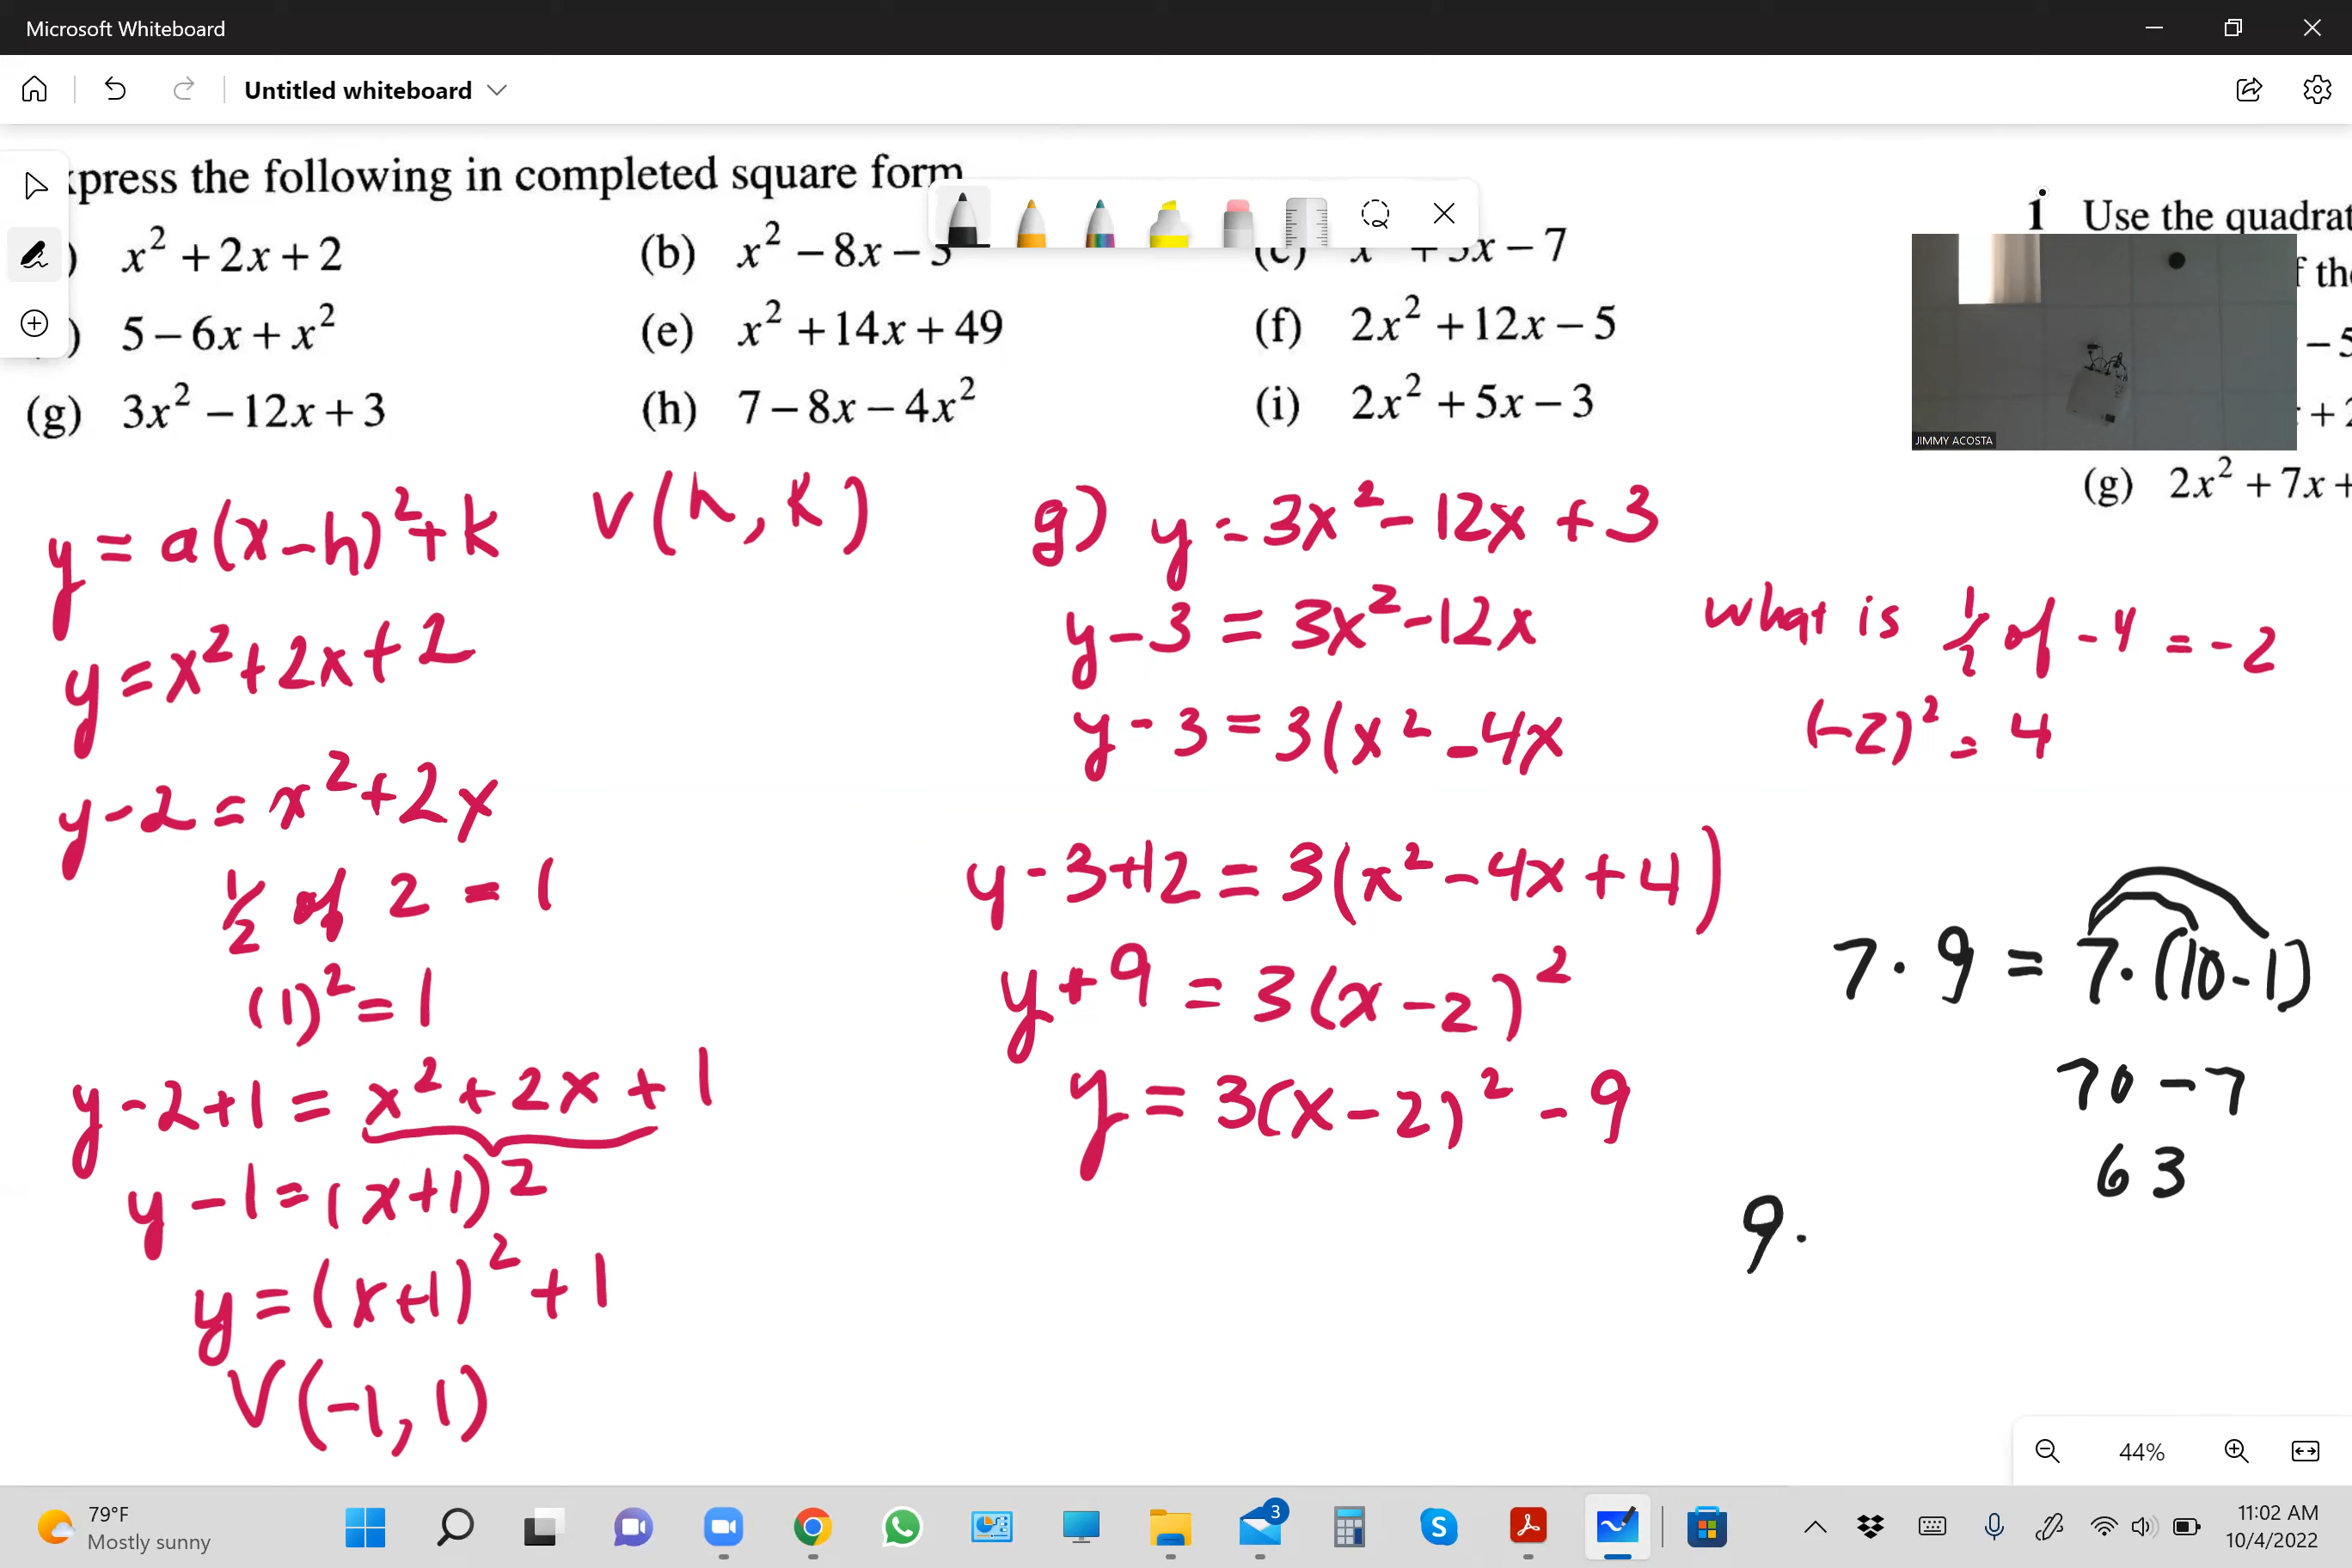 Microsoft Whiteboard
Untitled whiteboard
xpress the following in completed square form
) x² + 2x + 2
(b) x² − 8x − 5
(c) x² + 3x − 7
) 5 − 6x + x²
(e) x² + 14x + 49
(f) 2x² + 12x − 5
(g) 3x² − 12x + 3
(h) 7 − 8x − 4x²
(i) 2x² + 5x − 3
1 Use the quadrat
f the
− 5
+ 2
(g) 2x² + 7x +
JIMMY ACOSTA
y = a(x-h)² + k V(h, k)
y = x² + 2x + 2
y - 2 = x² + 2x
1/2 of 2 = 1
(1)² = 1
y - 2 + 1 = x² + 2x + 1
y - 1 = (x+1)²
y = (x+1)² + 1
V(-1, 1)
g) y = 3x² - 12x + 3
y - 3 = 3x² - 12x
y - 3 = 3(x² - 4x
y - 3 + 12 = 3(x² - 4x + 4)
y + 9 = 3(x - 2)²
y = 3(x - 2)² - 9
what is 1/2 of -4 = -2
(-2)² = 4
7 · 9 = 7 · (10 - 1)
70 - 7
63
9 ·
44%
79°F
Mostly sunny
3
11:02 AM
10/4/2022